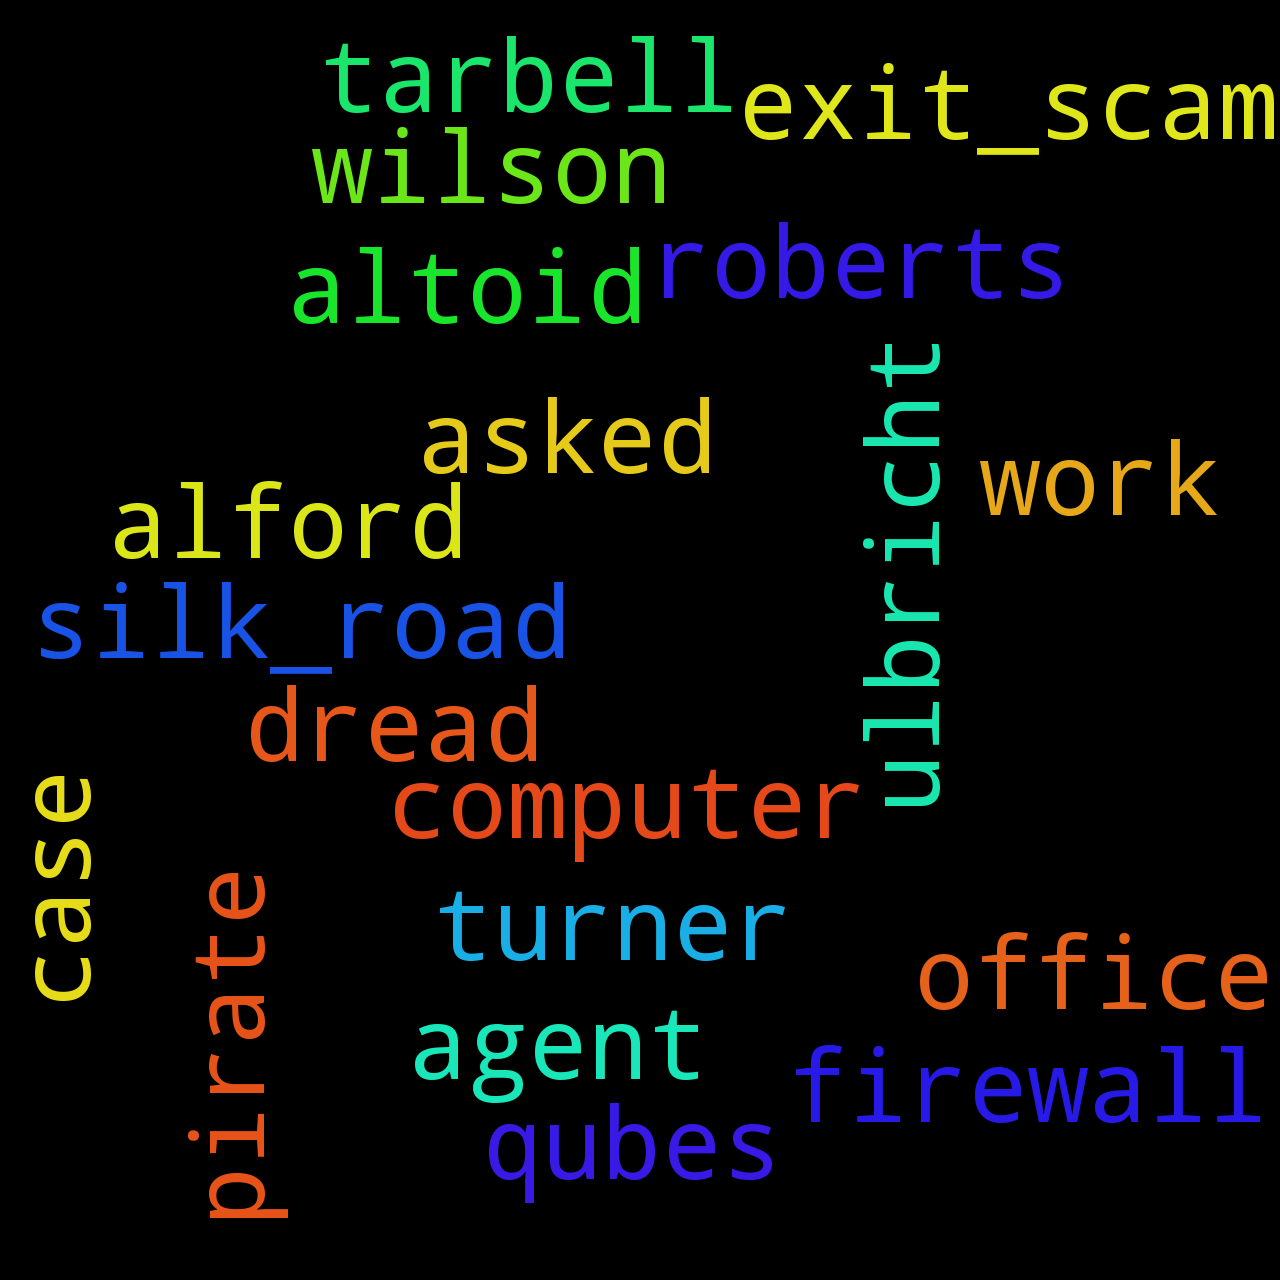 tarbell
exit_scam
wilson
roberts
altoid
ulbricht
asked
work
alford
silk_road
dread
computer
case
pirate
turner
office
agent
firewall
qubes